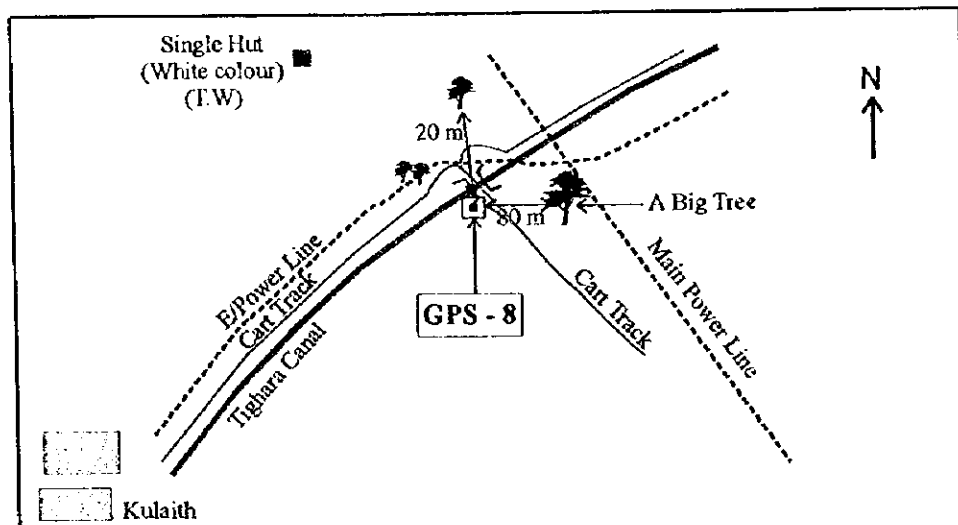 Single Hut
(White colour)
(T.W)
N
20 m
80 m
A Big Tree
E/Power Line
Cart Track
Tighara Canal
GPS - 8
Cart Track
Main Power Line
Kulaith